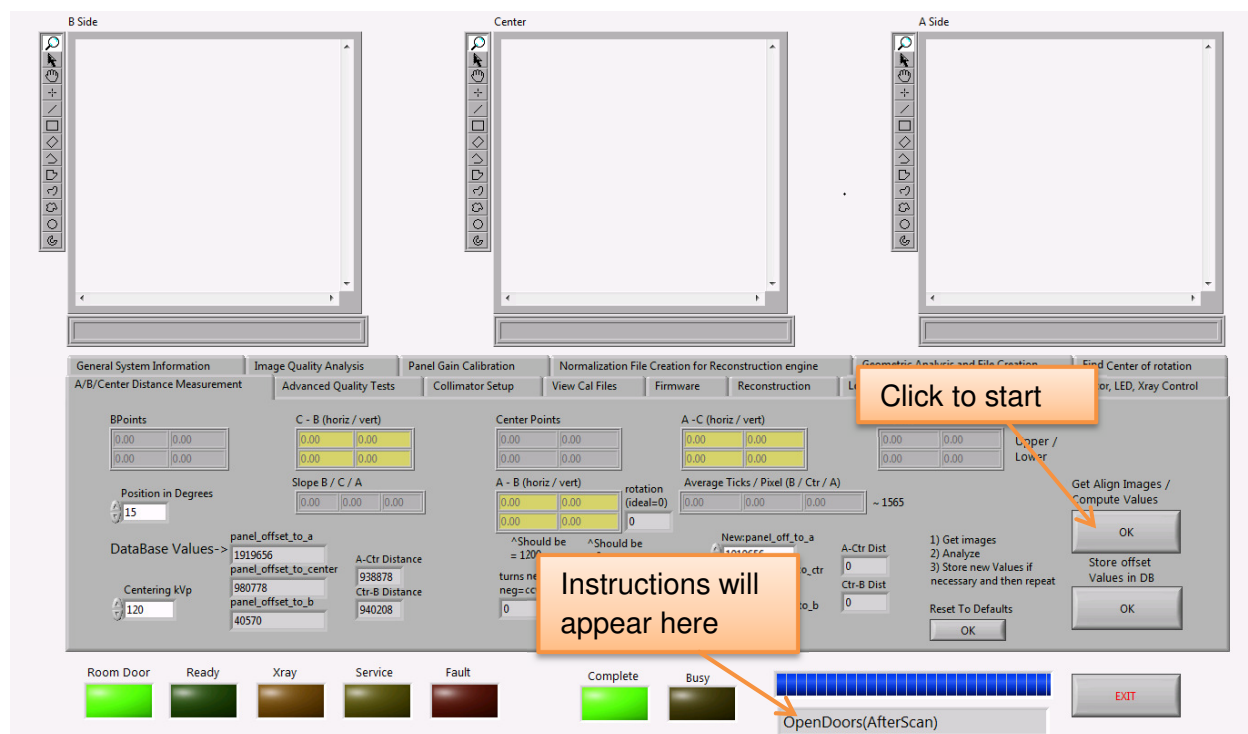 B Side
Center
A Side
General System Information
Image Quality Analysis
Panel Gain Calibration
Normalization File Creation for Reconstruction engine
Geometric Analysis and File Creation
Find Center of rotation
A/B/Center Distance Measurement
Advanced Quality Tests
Collimator Setup
View Cal Files
Firmware
Reconstruction
LED, Xray Control
Click to start
BPoints
0.00 0.00
0.00 0.00
C - B (horiz / vert)
0.00 0.00
0.00 0.00
Center Points
0.00 0.00
0.00 0.00
A -C (horiz / vert)
0.00 0.00
0.00 0.00
0.00 0.00
0.00 0.00
Upper /
Lower
Position in Degrees
15
Slope B / C / A
0.00 0.00 0.00
A - B (horiz / vert)
0.00 0.00
0.00 0.00
rotation
(ideal=0)
0
Average Ticks / Pixel (B / Ctr / A)
0.00 0.00 0.00
~ 1565
Get Align Images /
Compute Values
OK
^Should be
= 1200
^Should be
DataBase Values->
panel_offset_to_a
1919656
panel_offset_to_center
980778
panel_offset_to_b
40570
A-Ctr Distance
938878
Ctr-B Distance
940208
Centering kVp
120
turns
neg=
0
New:panel_off_to_a
1919656
A-Ctr Dist
0
Ctr-B Dist
0
1) Get images
2) Analyze
3) Store new Values if
necessary and then repeat
Reset To Defaults
OK
Store offset
Values in DB
OK
Instructions will
appear here
Room Door
Ready
Xray
Service
Fault
Complete
Busy
OpenDoors(AfterScan)
EXIT